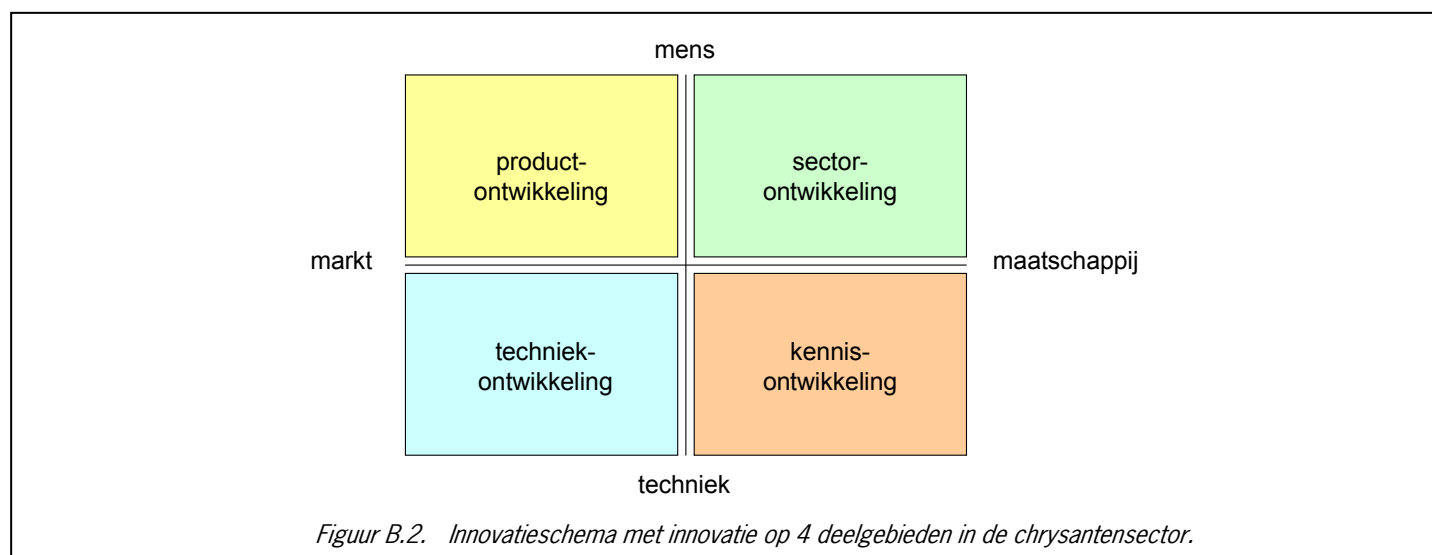 mens
product-
ontwikkeling
sector-
ontwikkeling
markt
maatschappij
techniek-
ontwikkeling
kennis-
ontwikkeling
techniek
Figuur B.2. Innovatieschema met innovatie op 4 deelgebieden in de chrysantensector.